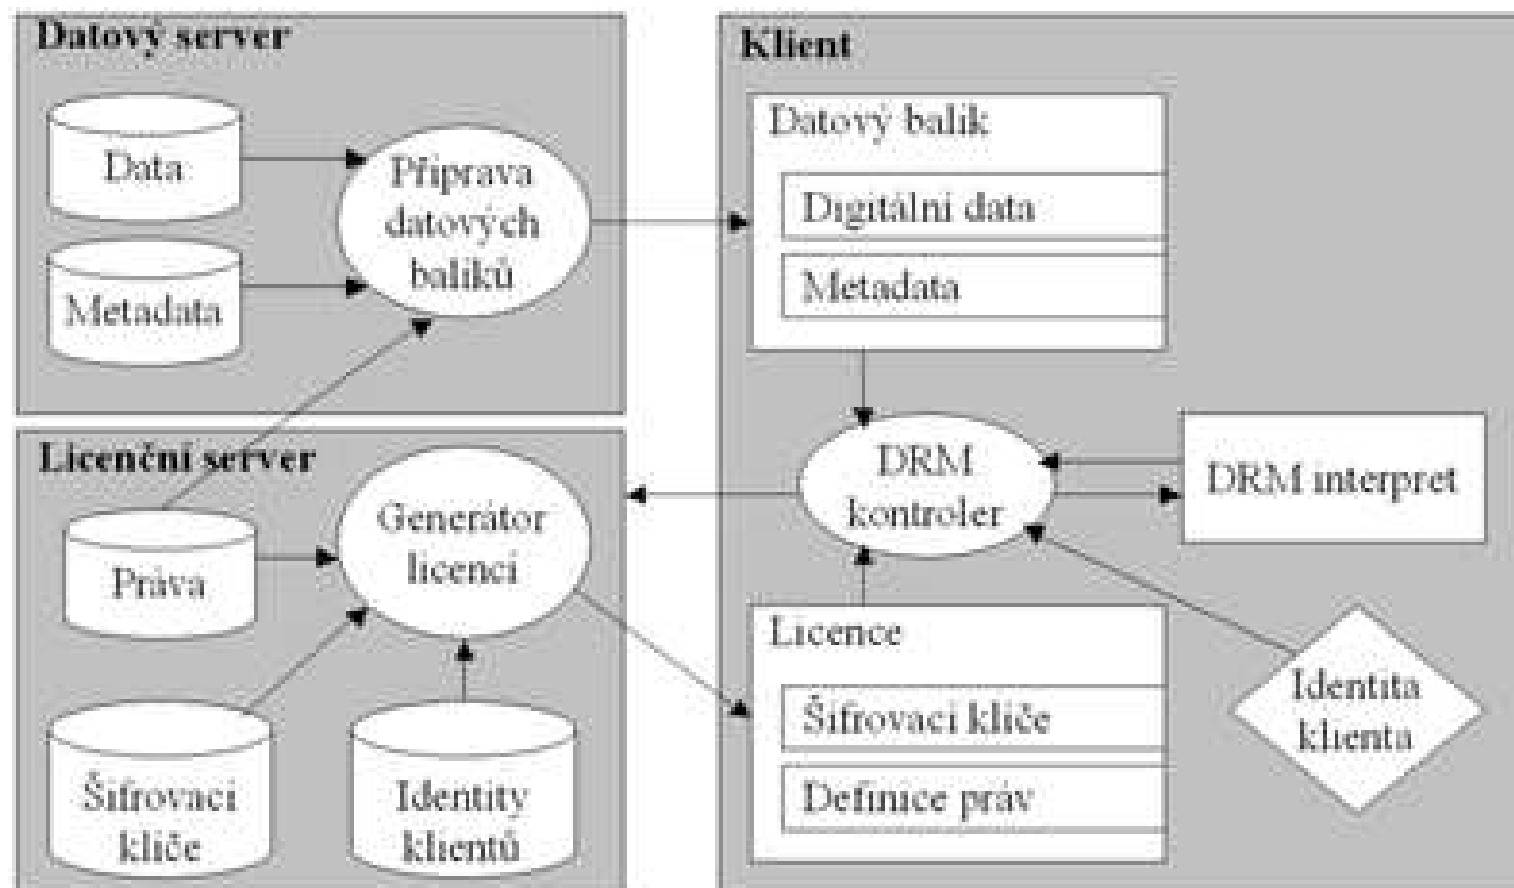 Datový server
Data
Metadata
Příprava
datových
balíků
Licenční server
Práva
Generátor
licencí
Šifrovací
klíče
Identity
klientů
Klient
Datový balík
Digitální data
Metadata
DRM
kontroler
DRM interpret
Licence
Šifrovací klíče
Definice práv
Identita
klienta